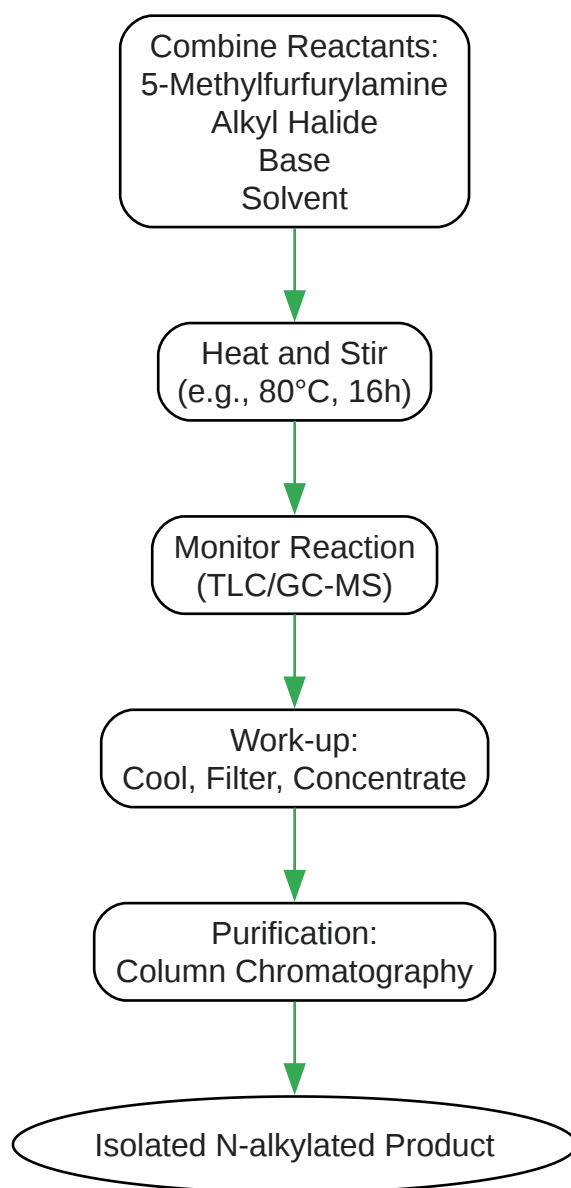 Combine Reactants:
5-Methylfurfurylamine
Alkyl Halide
Base
Solvent
Heat and Stir
(e.g., 80°C, 16h)
Monitor Reaction
(TLC/GC-MS)
Work-up:
Cool, Filter, Concentrate
Purification:
Column Chromatography
Isolated N-alkylated Product